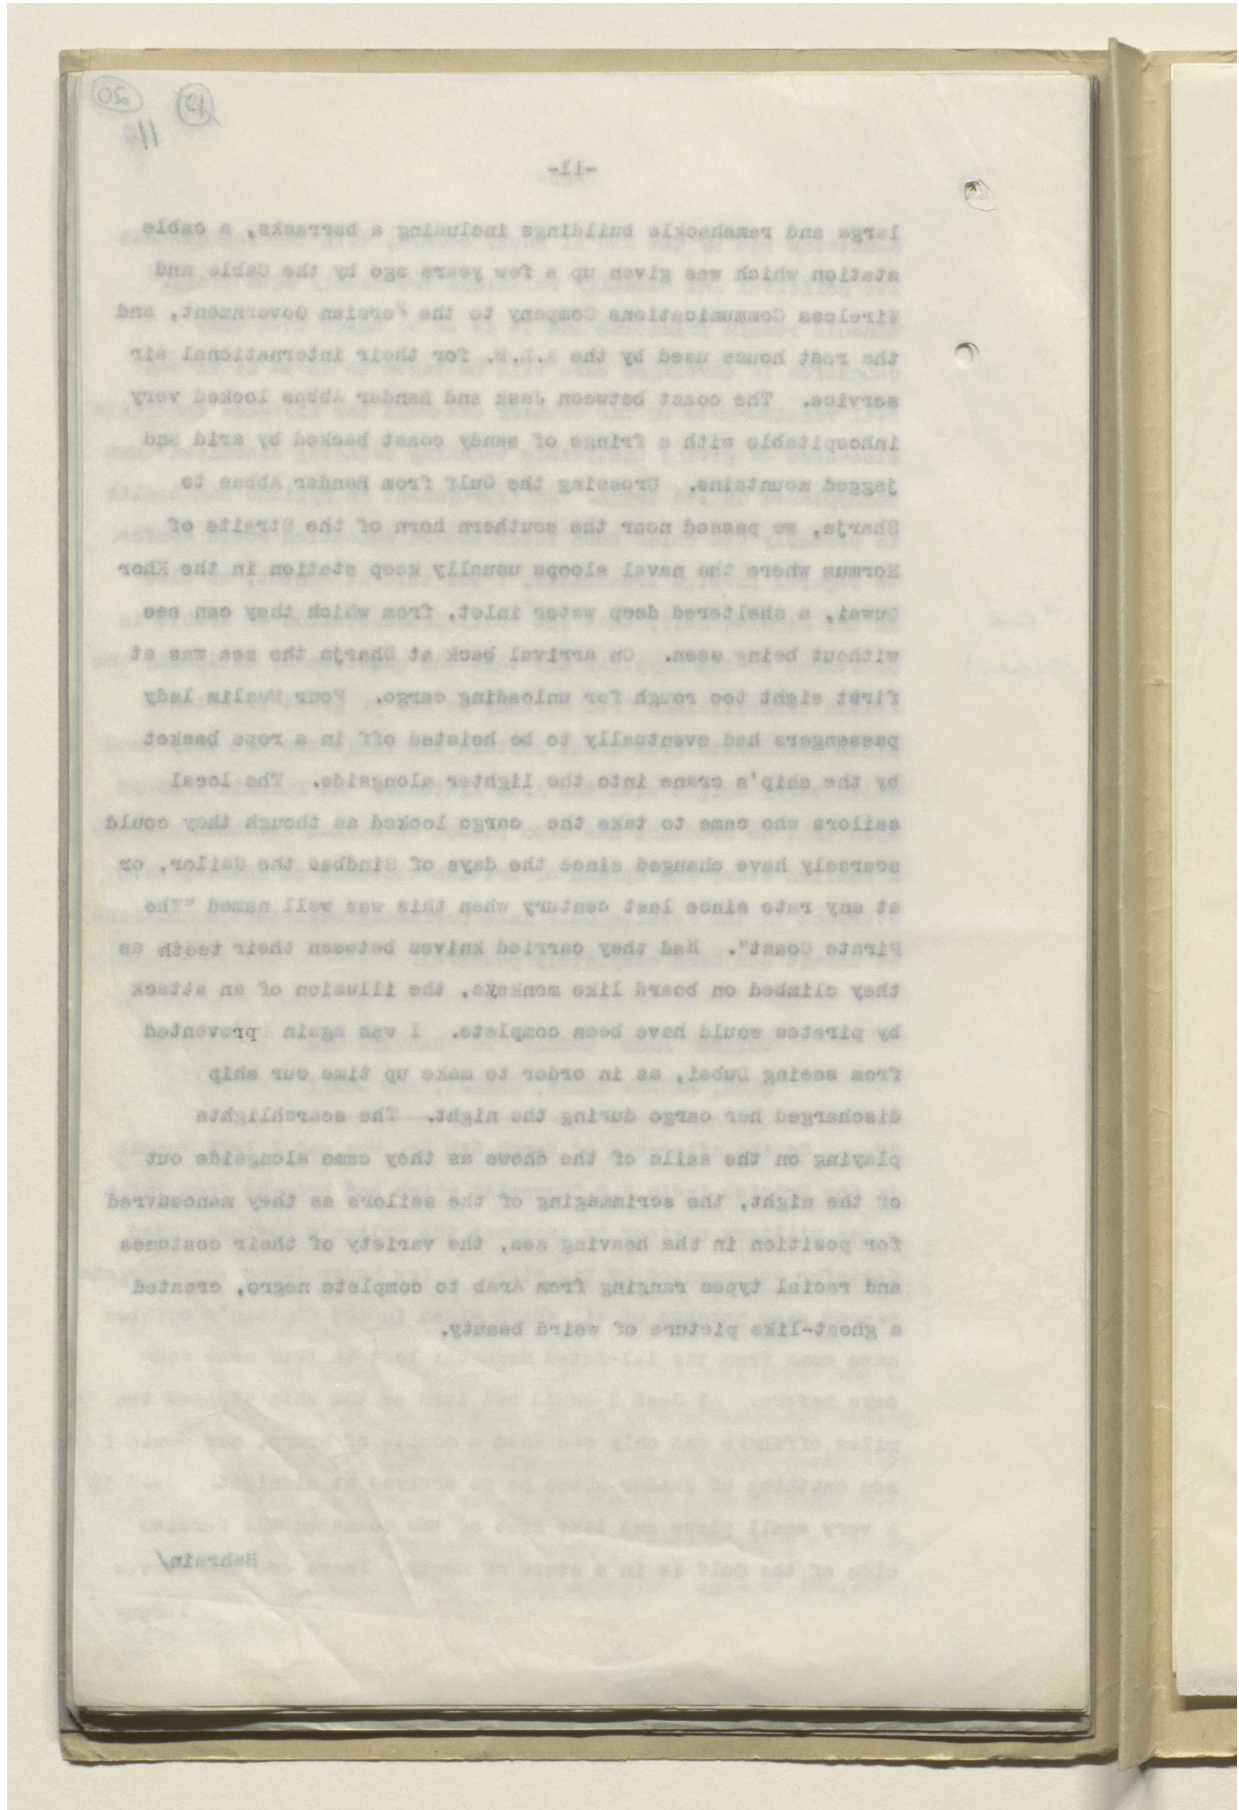 20
12
11
-11-
large and ramshackle buildings including a barracks, a cable
station which was given up a few years ago by the Cable and
Wireless Communications Company to the Persian Government, and
the rest house used by the K.L.M. for their international air
service. The coast between Jask and Bandar Abbas looked very
inhospitable with a fringe of sandy coast backed by arid and
jagged mountains. Crossing the Gulf from Bandar Abbas to
Sharja, we passed near the southern horn of the Straits of
Hormus where the naval sloops usually keep station in the Khor
Quwai, a sheltered deep water inlet, from which they can see
without being seen. On arrival back at Sharja the sea was at
first sight too rough for unloading cargo. Four Muslim lady
passengers had eventually to be hoisted off in a rope basket
by the ship's crane into the lighter alongside. The local
sailors who came to take the cargo looked as though they could
scarcely have changed since the days of Sindbad the Sailor, or
at any rate since last century when this was well named "The
Pirate Coast". Had they carried knives between their teeth as
they climbed on board like monkeys, the illusion of an attack
by pirates would have been complete. I was again prevented
from seeing Dubai, as in order to make up time our ship
discharged her cargo during the night. The searchlights
playing on the sails of the dhows as they came alongside out
of the night, the scrimmaging of the sailors as they manoeuvred
for position in the heaving sea, the variety of their costumes
and racial types ranging from Arab to complete negro, created
a ghost-like picture of weird beauty.
Bahrain/